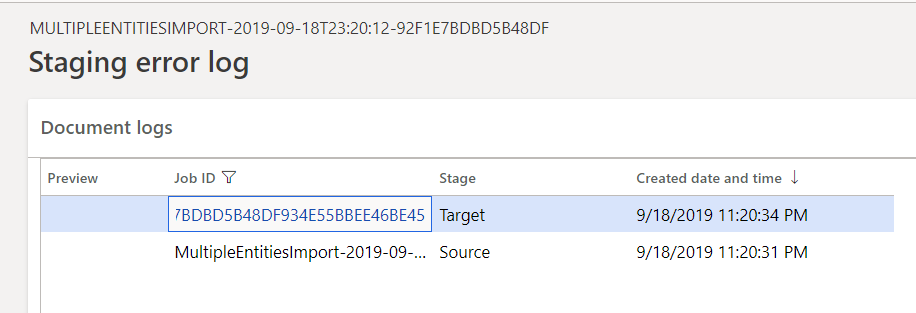 MULTIPLEENTITIESIMPORT-2019-09-18T23:20:12-92F1E7BDBD5B48DF
Staging error log
Document logs
Preview Job ID Stage Created date and time ↓
7BDBD5B48DF934E55BBEE46BE45 Target 9/18/2019 11:20:34 PM
MultipleEntitiesImport-2019-09-... Source 9/18/2019 11:20:31 PM